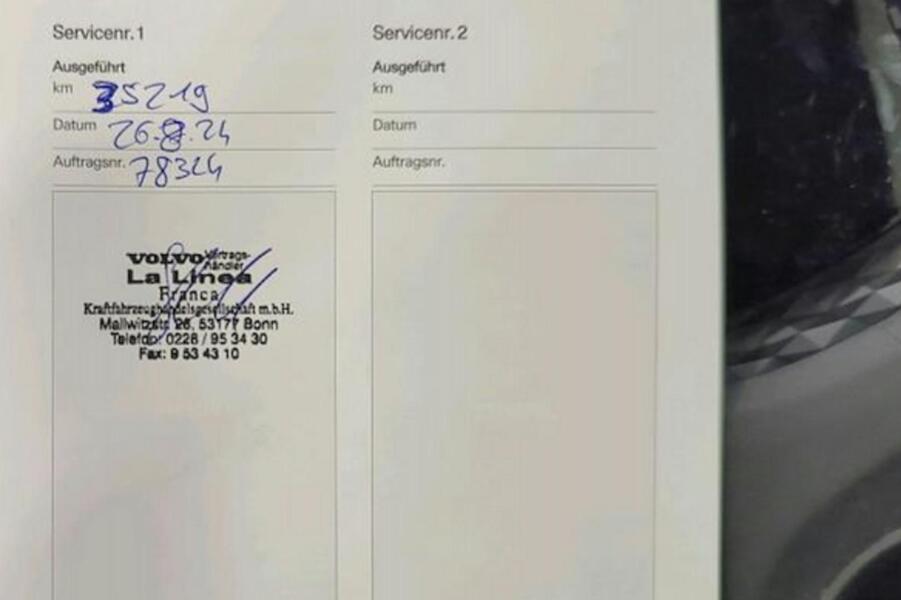 Servicenr. 1
Ausgeführt
km 35219
Datum 26.8.24
Auftragsnr. 78324
VOLVO Vertrags-
händler
La Linea
Franca
Kraftfahrzeughandelsgesellschaft m.b.H.
Mallwitzstr. 26, 53177 Bonn
Telefon: 0228 / 95 34 30
Fax: 9 53 43 10
Servicenr. 2
Ausgeführt
km
Datum
Auftragsnr.